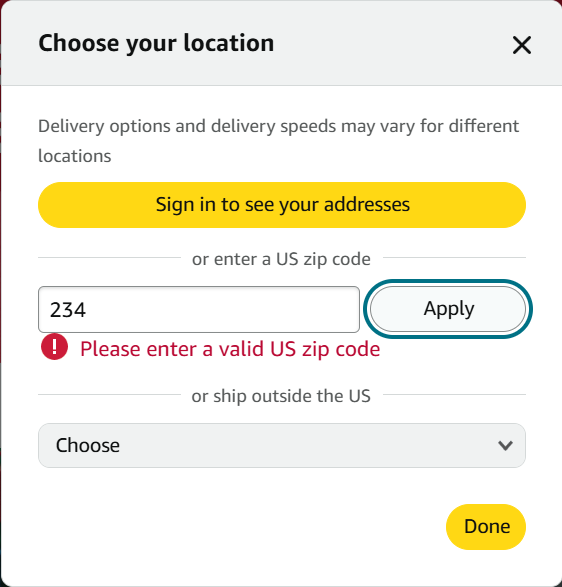 Choose your location
Delivery options and delivery speeds may vary for different
locations
Sign in to see your addresses
or enter a US zip code
234
Apply
Please enter a valid US zip code
or ship outside the US
Choose
Done